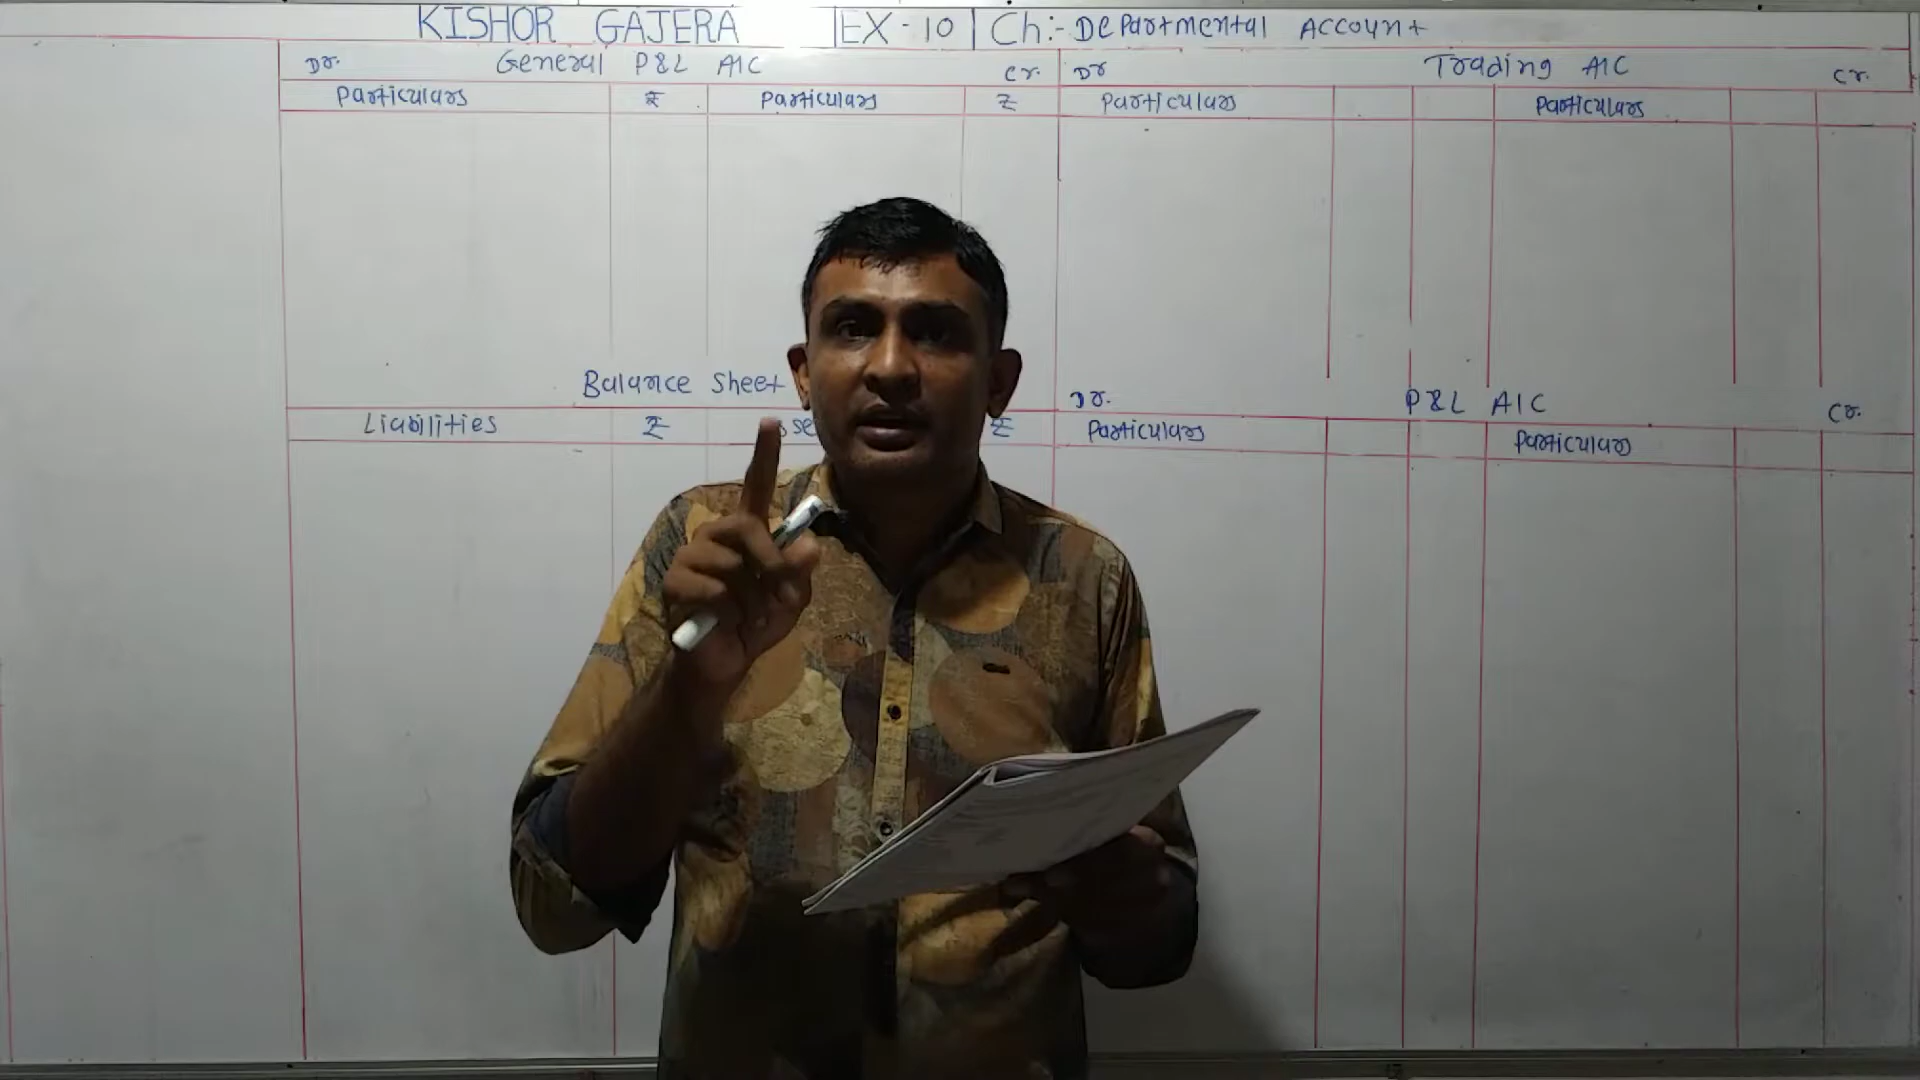 KISHOR GAJERA EX - 10 Ch:- Departmental Account
Dr. General P&L A/C Cr.
Particulars ₹ Particulars ₹
Dr Trading A/C Cr.
Particulars Particulars
Balance Sheet
Liabilities ₹ ₹
Dr. P&L A/C Cr.
Particulars Particulars